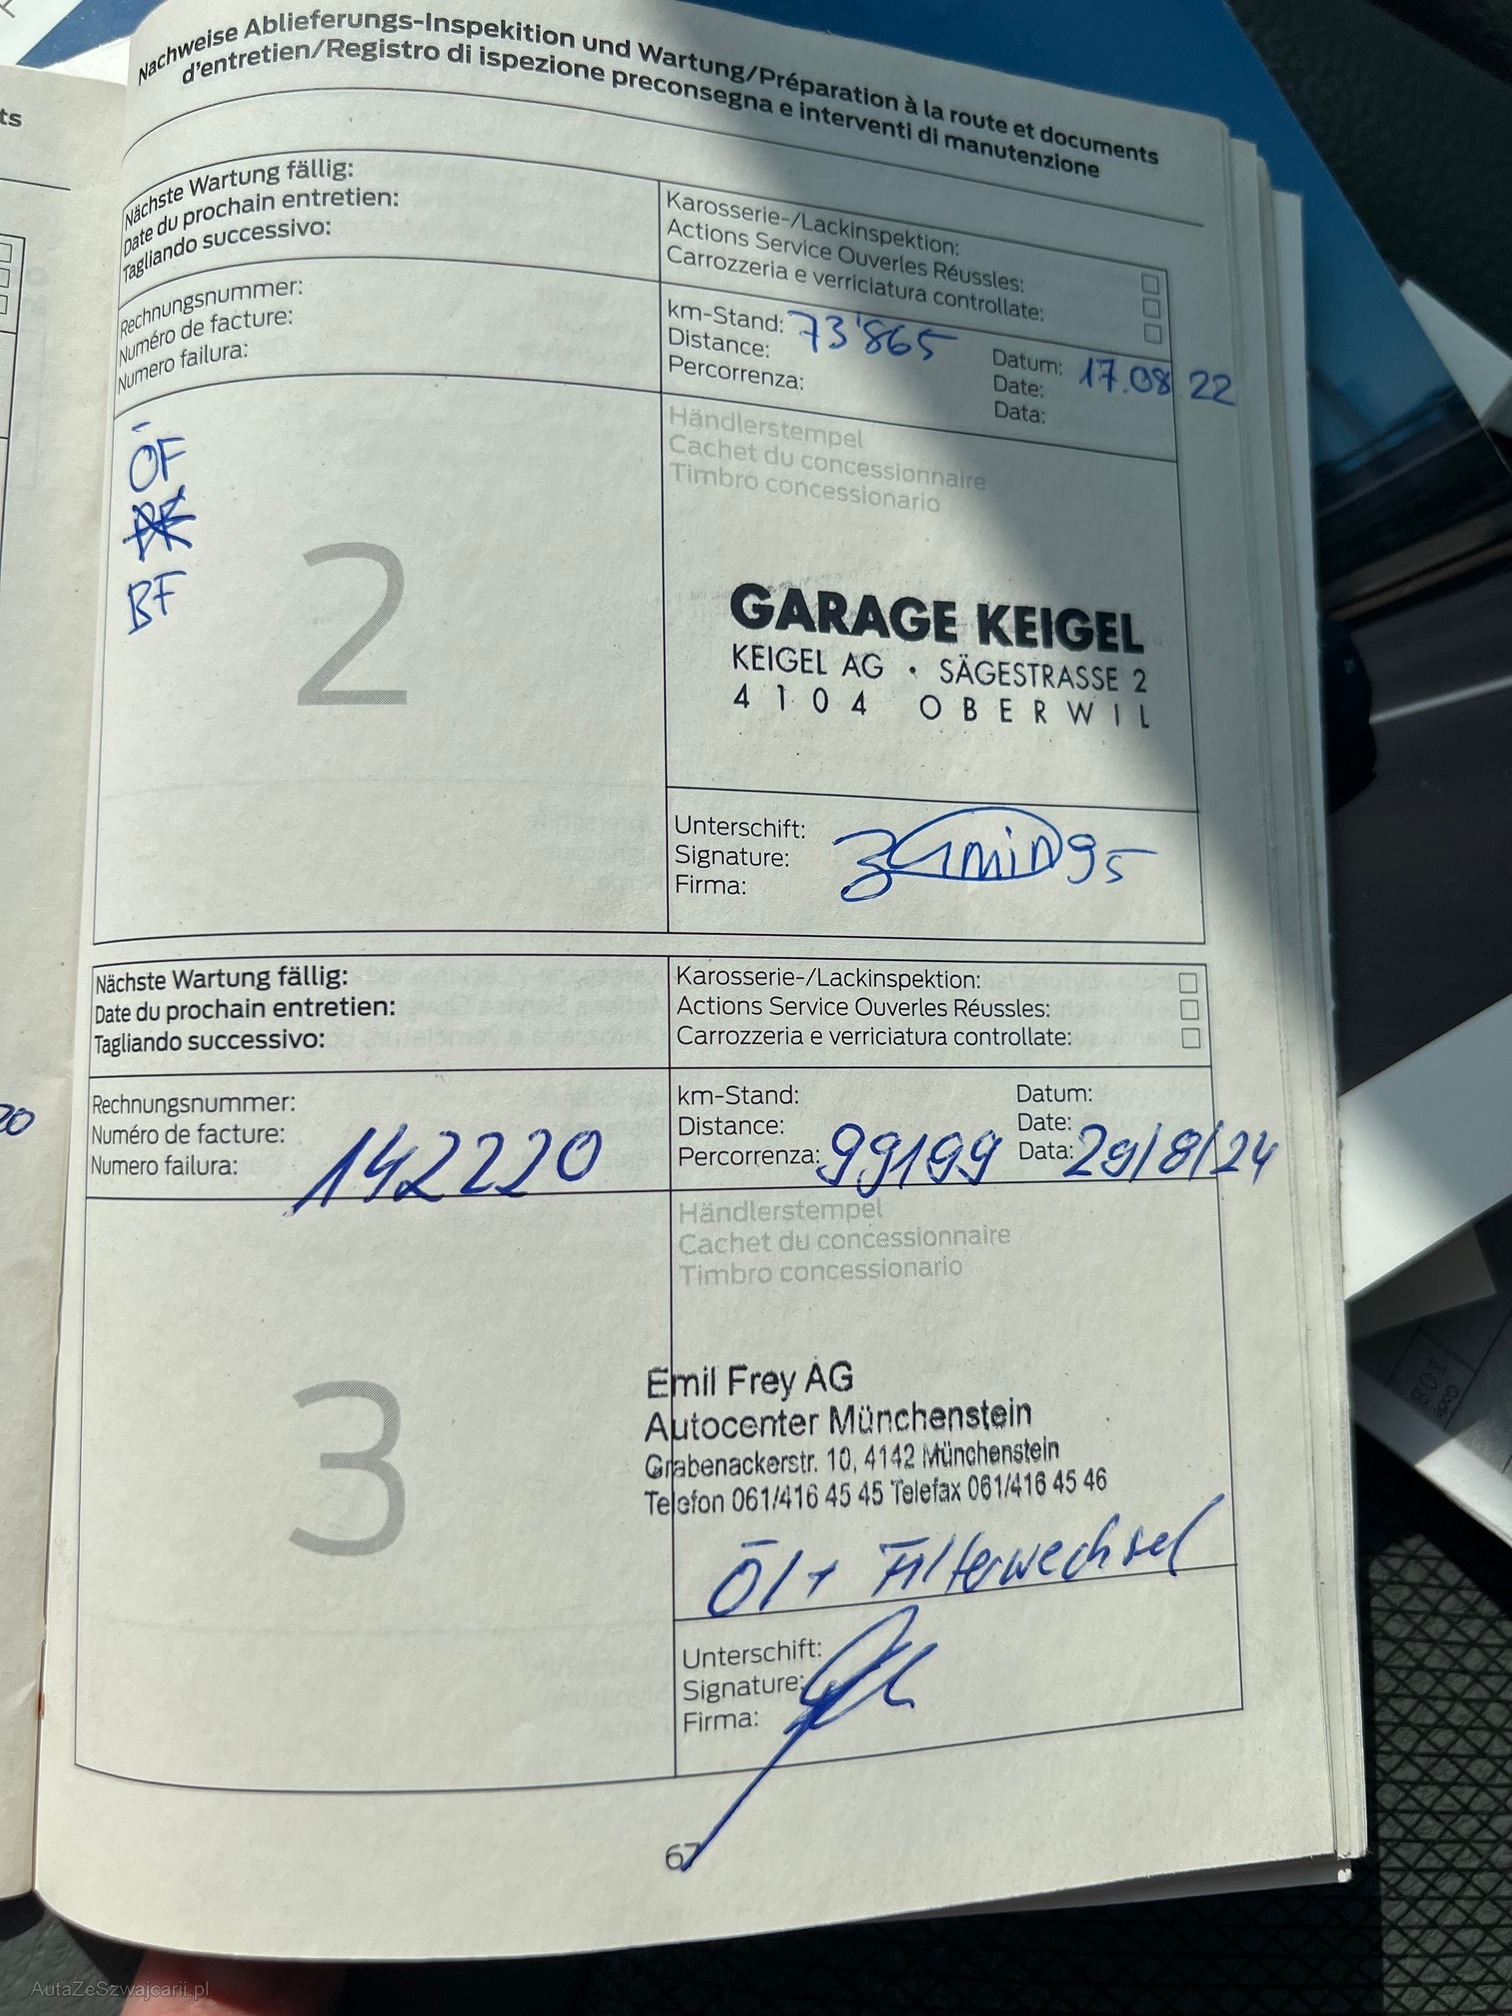 ts
Nachweise Ablieferungs-Inspekition und Wartung/Préparation à la route et documents
d'entretien/Registro di ispezione preconsegna e interventi di manutenzione
Nächste Wartung fällig:
Date du prochain entretien:
Tagliando successivo:
Karosserie-/Lackinspektion:
Actions Service Ouverles Réussles:
Carrozzeria e verriciatura controllate:
Rechnungsnummer:
Numéro de facture:
Numero failura:
km-Stand: 73'865
Distance:
Percorrenza:
Datum: 17.08 22
Date:
Data:
ÖF
BF
2
Händlerstempel
Cachet du concessionnaire
Timbro concessionario
GARAGE KEIGEL
KEIGEL AG • SÄGESTRASSE 2
4104 OBERWIL
Unterschift:
Signature:
Firma:
Nächste Wartung fällig:
Date du prochain entretien:
Tagliando successivo:
Karosserie-/Lackinspektion:
Actions Service Ouverles Réussles:
Carrozzeria e verriciatura controllate:
Rechnungsnummer:
Numéro de facture:
Numero failura: 142220
km-Stand:
Distance:
Percorrenza: 99199
Datum:
Date:
Data: 29/8/24
3
Händlerstempel
Cachet du concessionnaire
Timbro concessionario
Emil Frey AG
Autocenter Münchenstein
Grabenackerstr. 10, 4142 Münchenstein
Telefon 061/416 45 45 Telefax 061/416 45 46
Öl + Filterwechsel
Unterschift:
Signature:
Firma:
67
AutaZeSzwajcarii.pl